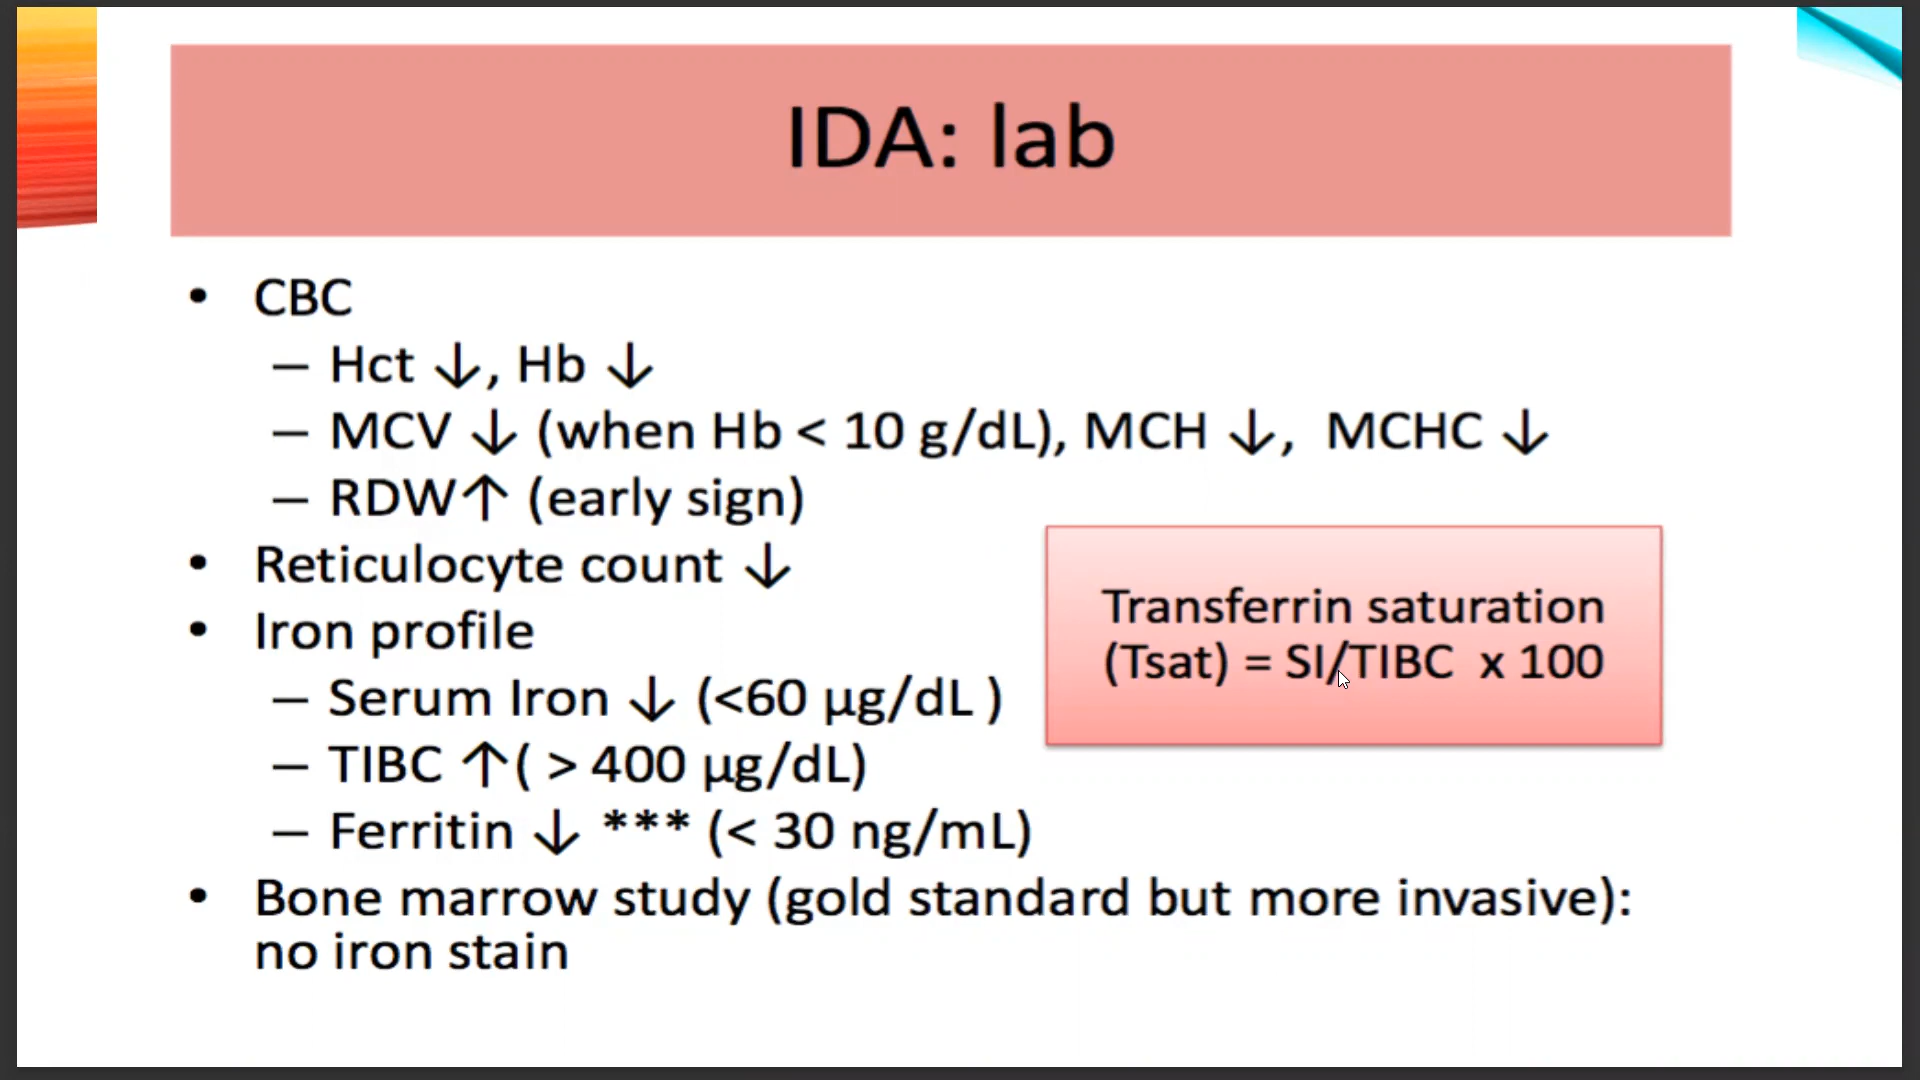 IDA: lab
• CBC
– Hct ↓, Hb ↓
– MCV ↓ (when Hb < 10 g/dL), MCH ↓, MCHC ↓
– RDW↑ (early sign)
• Reticulocyte count ↓
• Iron profile
– Serum Iron ↓ (<60 µg/dL )
– TIBC ↑( > 400 µg/dL)
– Ferritin ↓ *** (< 30 ng/mL)
• Bone marrow study (gold standard but more invasive):
no iron stain
Transferrin saturation
(Tsat) = SI/TIBC x 100